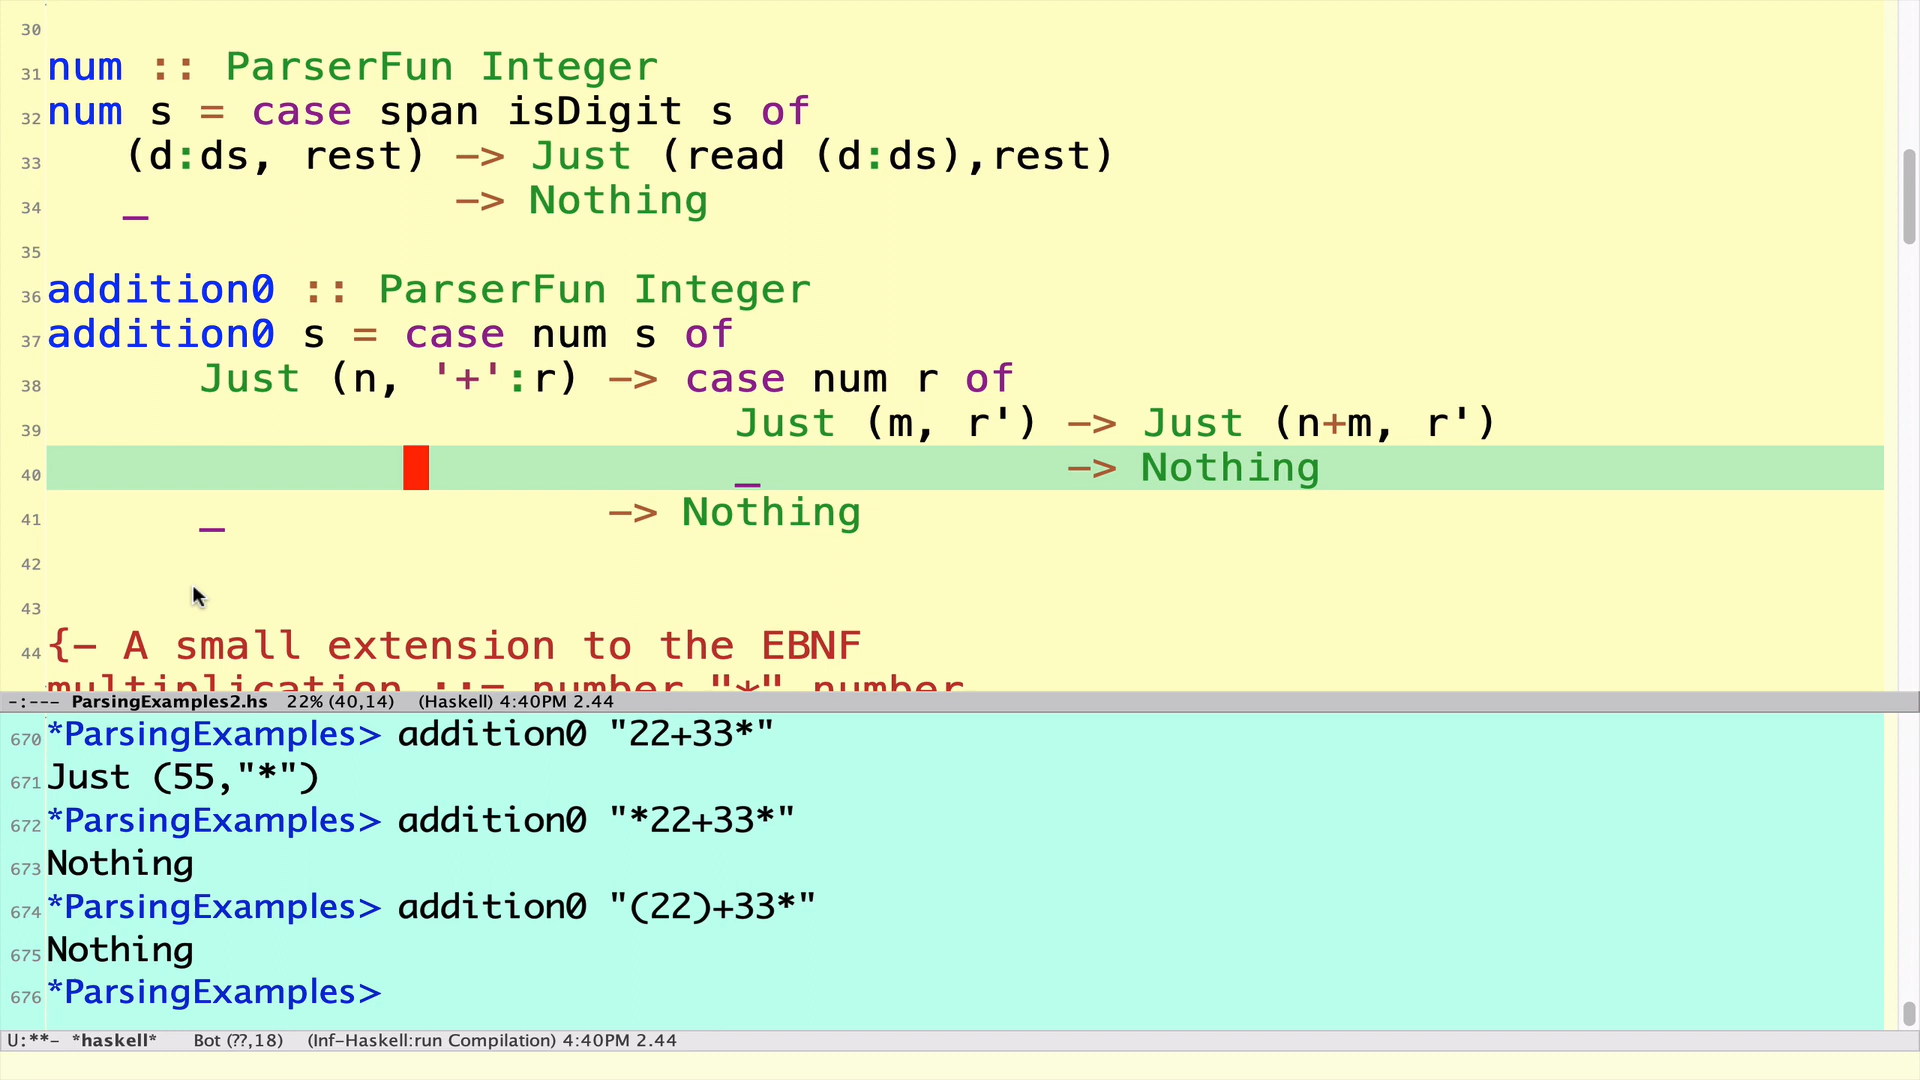 30
31 num :: ParserFun Integer
32 num s = case span isDigit s of
33    (d:ds, rest) -> Just (read (d:ds),rest)
34    _            -> Nothing
35
36 addition0 :: ParserFun Integer
37 addition0 s = case num s of
38       Just (n, '+':r) -> case num r of
39                            Just (m, r') -> Just (n+m, r')
40                            _            -> Nothing
41       _               -> Nothing
42
43
44 {- A small extension to the EBNF
multiplication ::= number "*" number
-:--- ParsingExamples2.hs 22% (40,14) (Haskell) 4:40PM 2.44
670 *ParsingExamples> addition0 "22+33*"
671 Just (55,"*")
672 *ParsingExamples> addition0 "*22+33*"
673 Nothing
674 *ParsingExamples> addition0 "(22)+33*"
675 Nothing
676 *ParsingExamples>
U:**- *haskell* Bot (??,18) (Inf-Haskell:run Compilation) 4:40PM 2.44